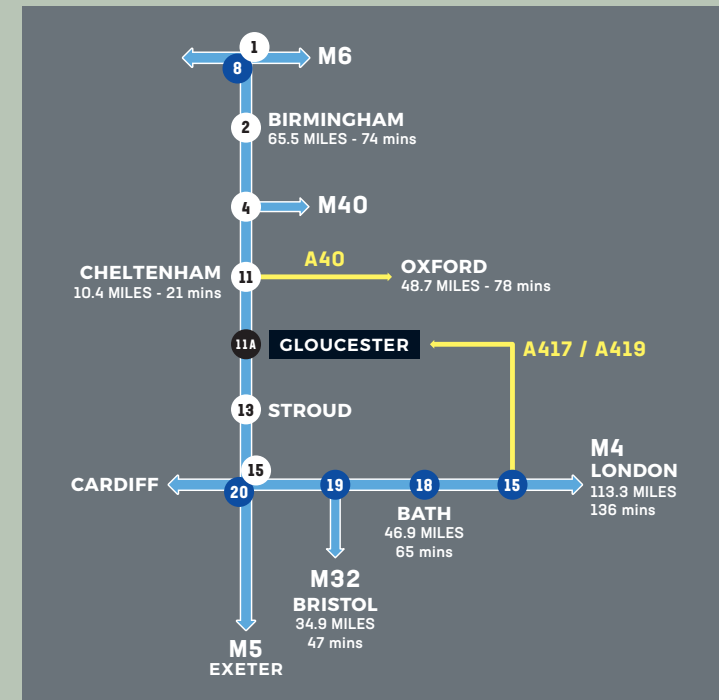 1
M6
8
2
BIRMINGHAM
65.5 MILES - 74 mins
4
M40
A40
CHELTENHAM
10.4 MILES - 21 mins
11
OXFORD
48.7 MILES - 78 mins
11A
GLOUCESTER
A417 / A419
13
STROUD
15
CARDIFF
20
19
18
15
M4
LONDON
113.3 MILES
136 mins
BATH
46.9 MILES
65 mins
M32
BRISTOL
34.9 MILES
47 mins
M5
EXETER